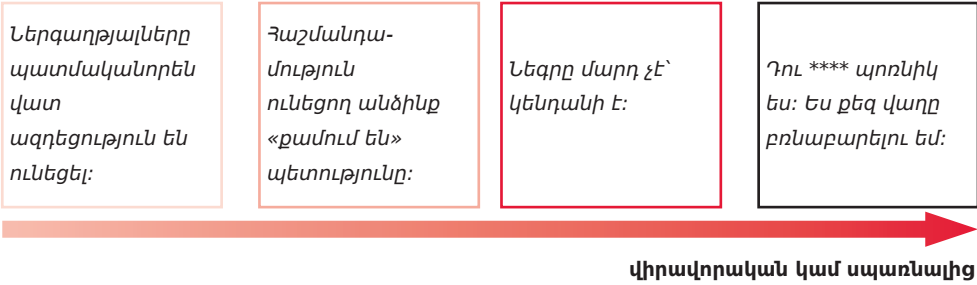 Ներգաղթյալները
պատմականորեն
վատ
ազդեցություն են
ունեցել:
Հաշմանդա-
մություն
ունեցող անձինք
«քամում են»
պետությունը:
Նեգրը մարդ չէ՝
կենդանի է:
Դու **** պոռնիկ
ես: Ես քեզ վաղը
բռնաբարելու եմ:
վիրավորական կամ սպառնալից